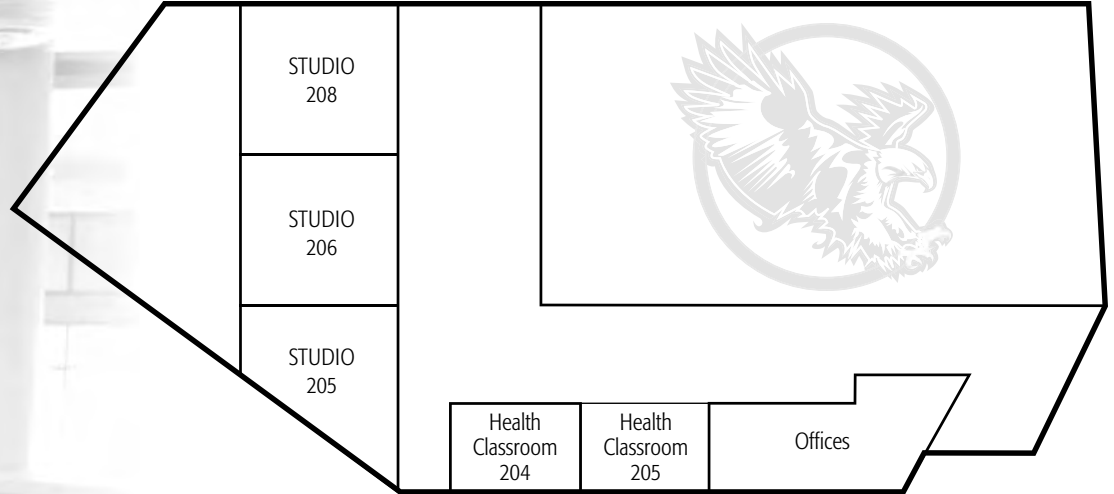 STUDIO
208
STUDIO
206
STUDIO
205
Health
Classroom
204
Health
Classroom
205
Offices